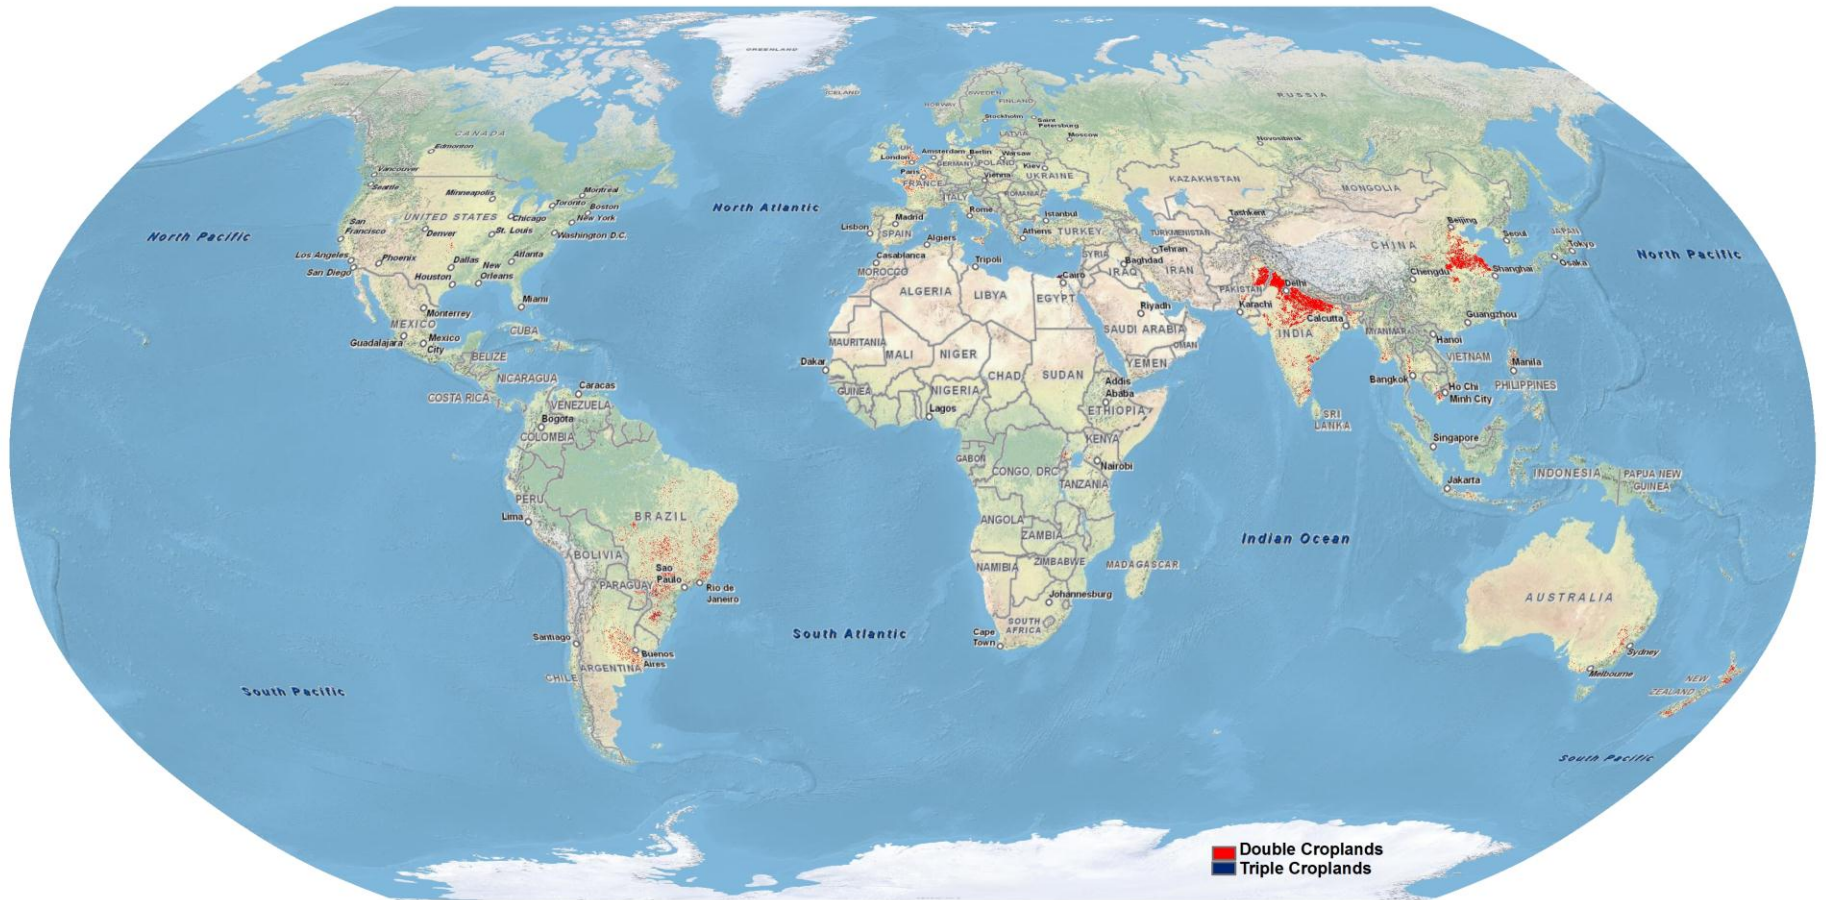 GREENLAND
ICELAND
RUSSIA
SWEDEN
NORWAY
FINLAND
Stockholm
Saint
Petersburg
LATVIA
Moscow
Novosibirsk
CANADA
Edmonton
Vancouver
Seattle
Minneapolis
Montreal
Toronto
Boston
New York
Chicago
UNITED STATES
San
Francisco
Denver
St. Louis
Washington D.C.
Los Angeles
Phoenix
Dallas
Atlanta
San Diego
Houston
New
Orleans
Miami
Monterrey
MEXICO
Guadalajara
Mexico
City
CUBA
BELIZE
NICARAGUA
COSTA RICA
Caracas
VENEZUELA
Bogota
COLOMBIA
PERU
Lima
BRAZIL
BOLIVIA
Sao
Paulo
PARAGUAY
Rio de
Janeiro
Santiago
Buenos
Aires
ARGENTINA
CHILE
North Pacific
North Atlantic
South Pacific
South Atlantic
UK
London
Amsterdam
Berlin
Warsaw
GERMANY
POLAND
Paris
FRANCE
Vienna
Kiev
UKRAINE
ROMANIA
ITALY
Rome
Madrid
Lisbon
SPAIN
Istanbul
Athens
TURKEY
Algiers
Casablanca
MOROCCO
Tripoli
Cairo
SYRIA
Baghdad
IRAQ
Tehran
IRAN
KAZAKHSTAN
MONGOLIA
Tashkent
TURKMENISTAN
Beijing
CHINA
Seoul
JAPAN
Tokyo
Osaka
North Pacific
Chengdu
Shanghai
Guangzhou
ALGERIA
LIBYA
EGYPT
Riyadh
SAUDI ARABIA
OMAN
YEMEN
PAKISTAN
Karachi
Delhi
Calcutta
INDIA
MYANMAR
Hanoi
VIETNAM
Bangkok
Ho Chi
Minh City
Manila
PHILIPPINES
SRI
LANKA
MAURITANIA
MALI
NIGER
CHAD
SUDAN
Dakar
GUINEA
NIGERIA
Lagos
Addis
Ababa
ETHIOPIA
KENYA
GABON
CONGO, DRC
Nairobi
TANZANIA
ANGOLA
ZAMBIA
NAMIBIA
ZIMBABWE
MADAGASCAR
Johannesburg
SOUTH
AFRICA
Cape
Town
Singapore
Jakarta
INDONESIA
PAPUA NEW
GUINEA
Indian Ocean
AUSTRALIA
Sydney
Melbourne
NEW
ZEALAND
South Pacific
Double Croplands
Triple Croplands